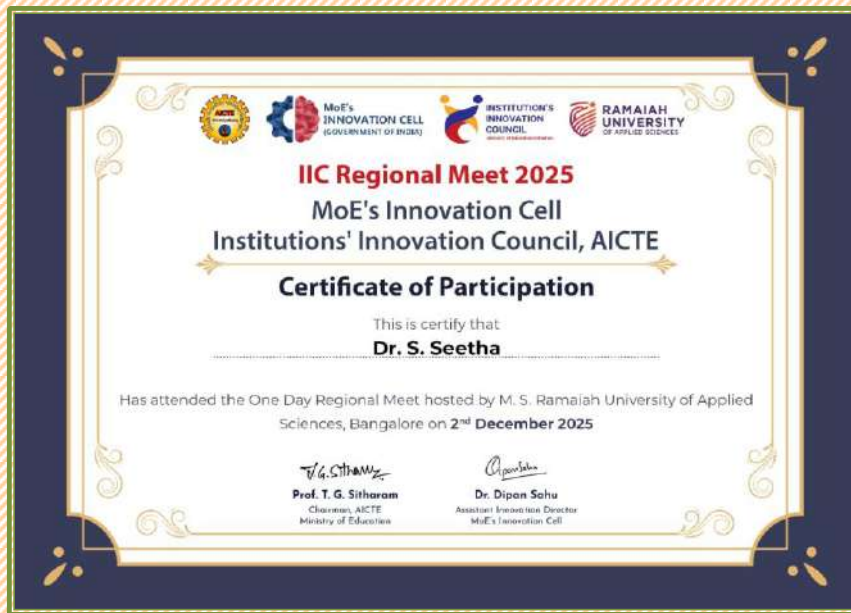 AICTE
MoE's
INNOVATION CELL
(GOVERNMENT OF INDIA)
INSTITUTION'S
INNOVATION
COUNCIL
RAMAIAH
UNIVERSITY
OF APPLIED SCIENCES
IIC Regional Meet 2025
MoE's Innovation Cell
Institutions' Innovation Council, AICTE
Certificate of Participation
This is certify that
Dr. S. Seetha
Has attended the One Day Regional Meet hosted by M. S. Ramaiah University of Applied
Sciences, Bangalore on 2nd December 2025
T.G. Sitharam
Prof. T. G. Sitharam
Dr. Dipan Sahu
Chairman, AICTE
Assistant Innovation Director
Ministry of Education
MoE's Innovation Cell